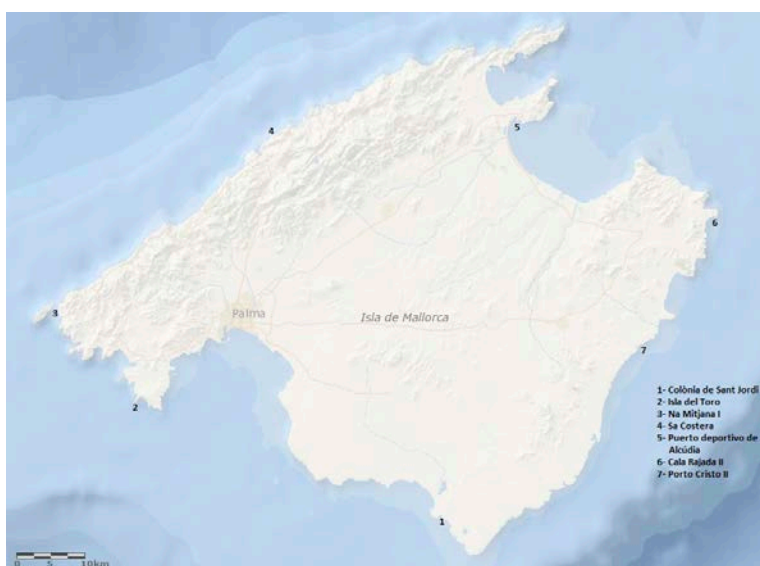 4
5
6
3
Palma
Isla de Mallorca
7
2
1
1- Colònia de Sant Jordi
2- Isla del Toro
3- Na Mitjana I
4- Sa Costera
5- Puerto deportivo de
Alcúdia
6- Cala Rajada II
7- Porto Cristo II
0 5 10km